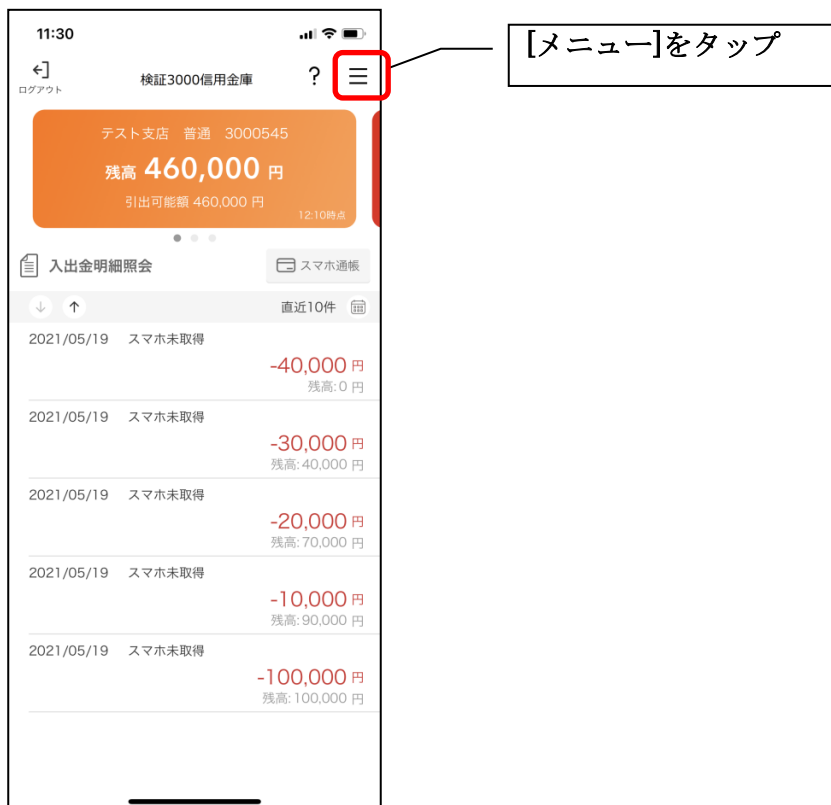 11:30
[メニュー]をタップ
ログアウト
検証3000信用金庫
?
テスト支店 普通 3000545
残高 460,000 円
引出可能額 460,000 円
12:10時点
入出金明細照会
スマホ通帳
直近10件
2021/05/19 スマホ未取得
-40,000 円
残高:0 円
2021/05/19 スマホ未取得
-30,000 円
残高:40,000 円
2021/05/19 スマホ未取得
-20,000 円
残高:70,000 円
2021/05/19 スマホ未取得
-10,000 円
残高:90,000 円
2021/05/19 スマホ未取得
-100,000 円
残高:100,000 円